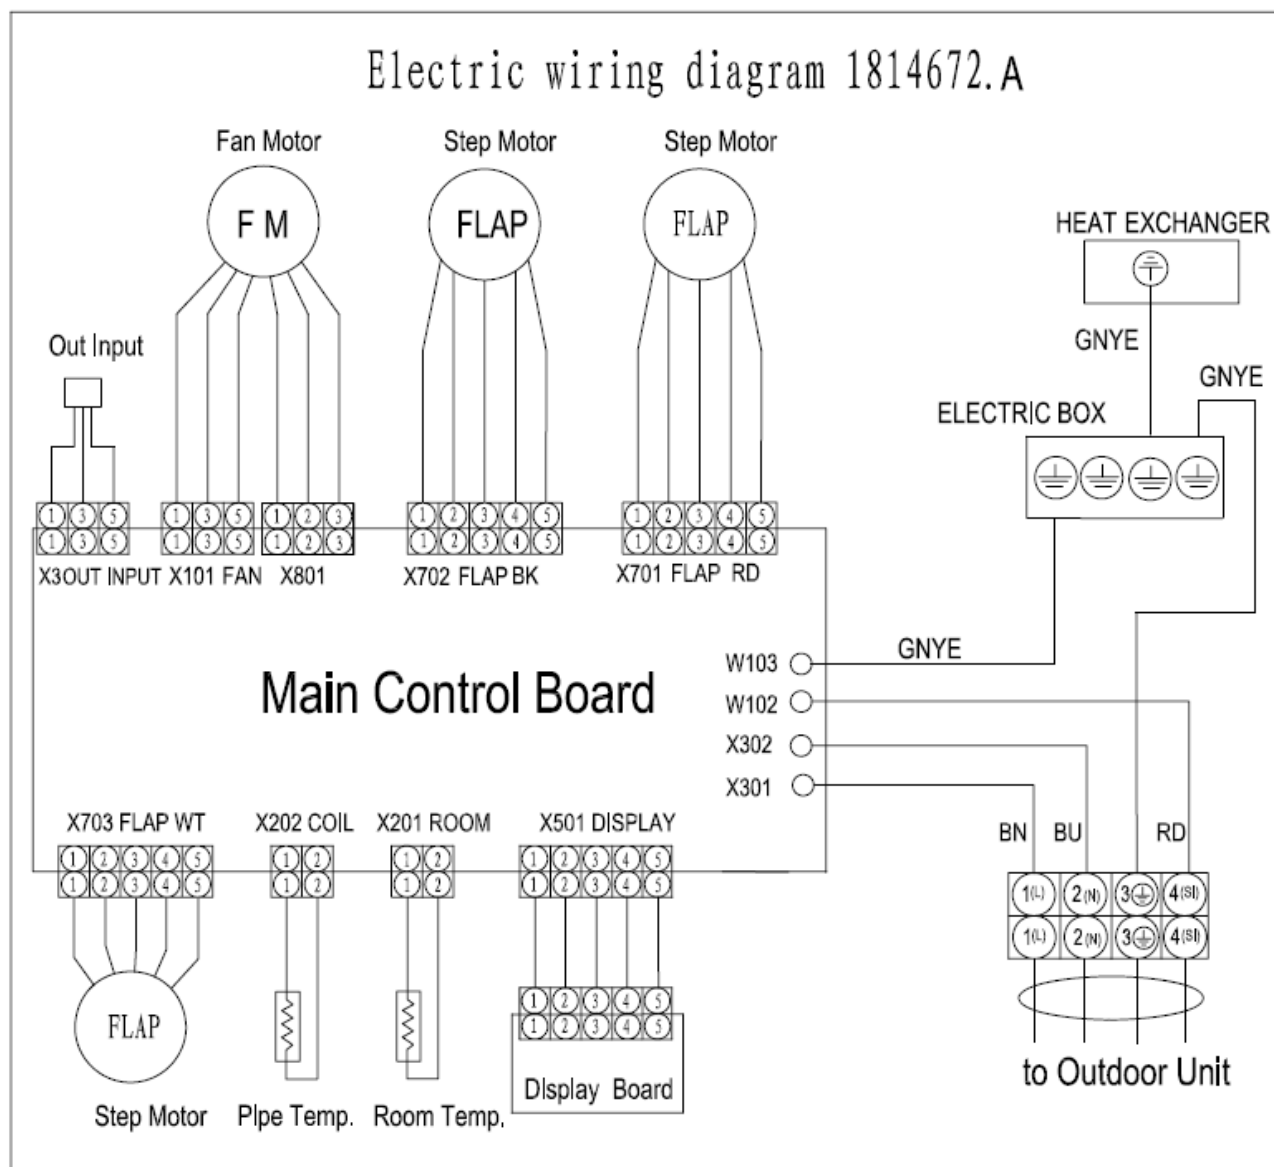 Electric wiring diagram 1814672.A
Fan Motor Step Motor Step Motor
F M FLAP FLAP
HEAT EXCHANGER
GNYE
GNYE
Out Input
ELECTRIC BOX
1 3 5 1 3 5 1 2 3 1 2 3 4 5 1 2 3 4 5
1 3 5 1 3 5 1 2 3 1 2 3 4 5 1 2 3 4 5
X3OUT INPUT X101 FAN X801 X702 FLAP BK X701 FLAP RD
W103 GNYE
Main Control Board
W102
X302
X301
X703 FLAP WT X202 COIL X201 ROOM X501 DISPLAY
BN BU RD
1 2 3 4 5 1 2 1 2 1 2 3 4 5
1 2 3 4 5 1 2 1 2 1 2 3 4 5
1(L) 2(N) 3 4(SI)
1(L) 2(N) 3 4(SI)
1 2 3 4 5
1 2 3 4 5
FLAP
to Outdoor Unit
DIsplay Board
Step Motor PIpe Temp. Room Temp.